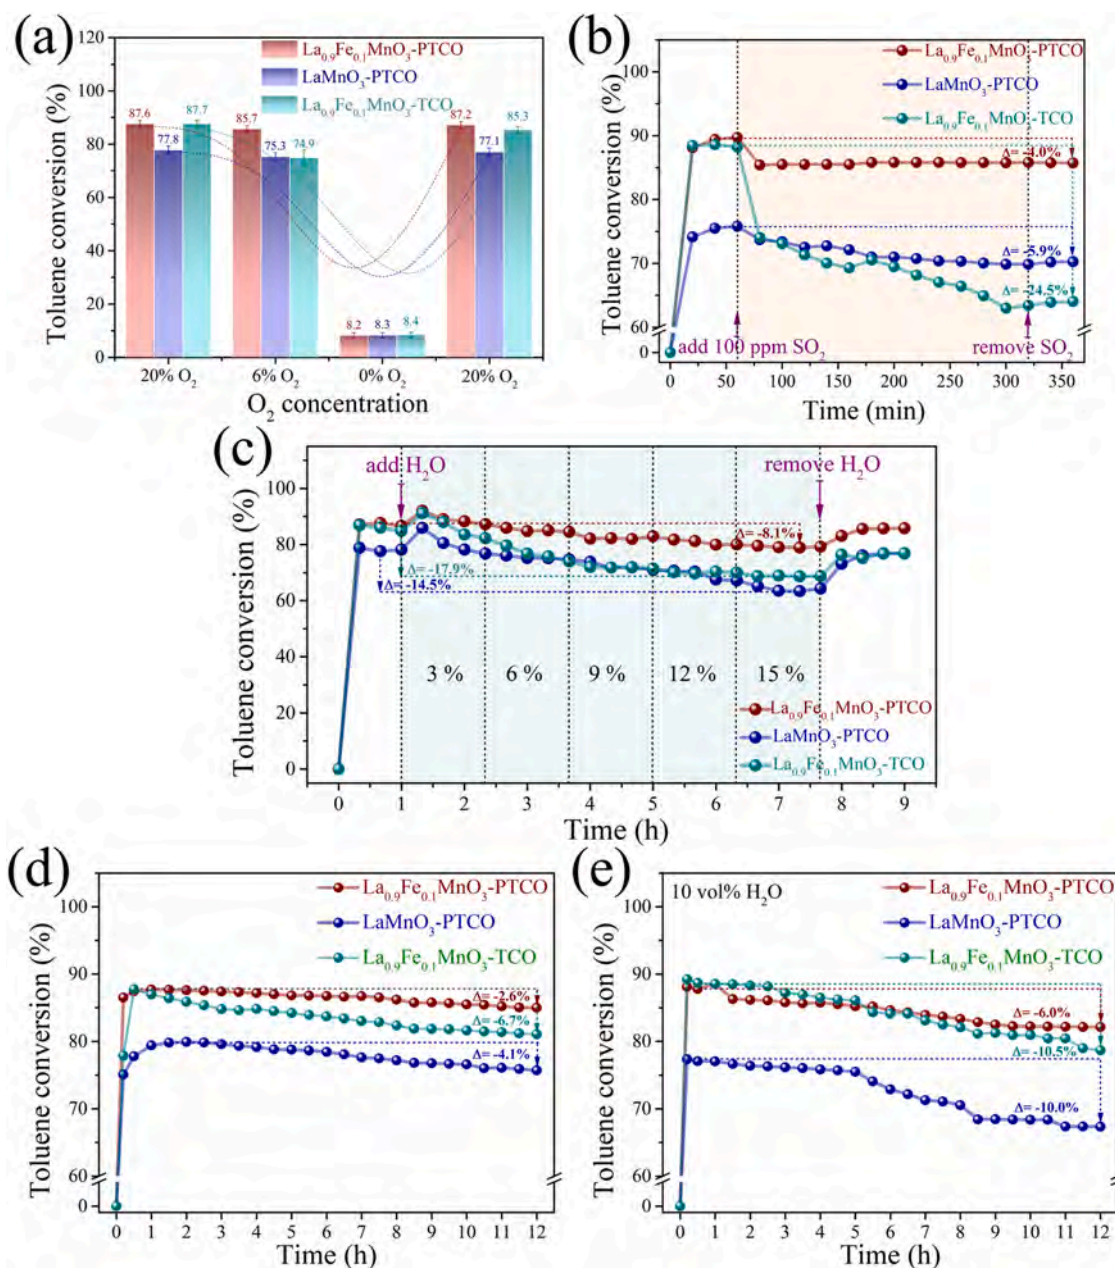 (a)
120
100
80
60
40
20
0
Toluene conversion (%)
La0.9Fe0.1MnO3-PTCO
LaMnO3-PTCO
La0.9Fe0.1MnO3-TCO
87.6
77.8
87.7
85.7
75.3
74.9
8.2
8.3
8.4
87.2
77.1
85.3
20% O2
6% O2
0% O2
20% O2
O2 concentration
(b)
100
90
80
70
60
0
Toluene conversion (%)
La0.9Fe0.1MnO3-PTCO
LaMnO3-PTCO
La0.9Fe0.1MnO3-TCO
Δ= -4.0%
Δ= -5.9%
Δ= -24.5%
add 100 ppm SO2
remove SO2
0 50 100 150 200 250 300 350
Time (min)
(c)
100
80
60
40
20
0
Toluene conversion (%)
add H2O
remove H2O
Δ= -8.1%
Δ= -17.9%
Δ= -14.5%
3 % 6 % 9 % 12 % 15 %
La0.9Fe0.1MnO3-PTCO
LaMnO3-PTCO
La0.9Fe0.1MnO3-TCO
0 1 2 3 4 5 6 7 8 9
Time (h)
(d)
100
90
80
70
60
0
Toluene conversion (%)
La0.9Fe0.1MnO3-PTCO
LaMnO3-PTCO
La0.9Fe0.1MnO3-TCO
Δ= -2.6%
Δ= -6.7%
Δ= -4.1%
0 1 2 3 4 5 6 7 8 9 10 11 12
Time (h)
(e)
100
90
80
70
60
0
Toluene conversion (%)
10 vol% H2O
La0.9Fe0.1MnO3-PTCO
LaMnO3-PTCO
La0.9Fe0.1MnO3-TCO
Δ= -6.0%
Δ= -10.5%
Δ= -10.0%
0 1 2 3 4 5 6 7 8 9 10 11 12
Time (h)